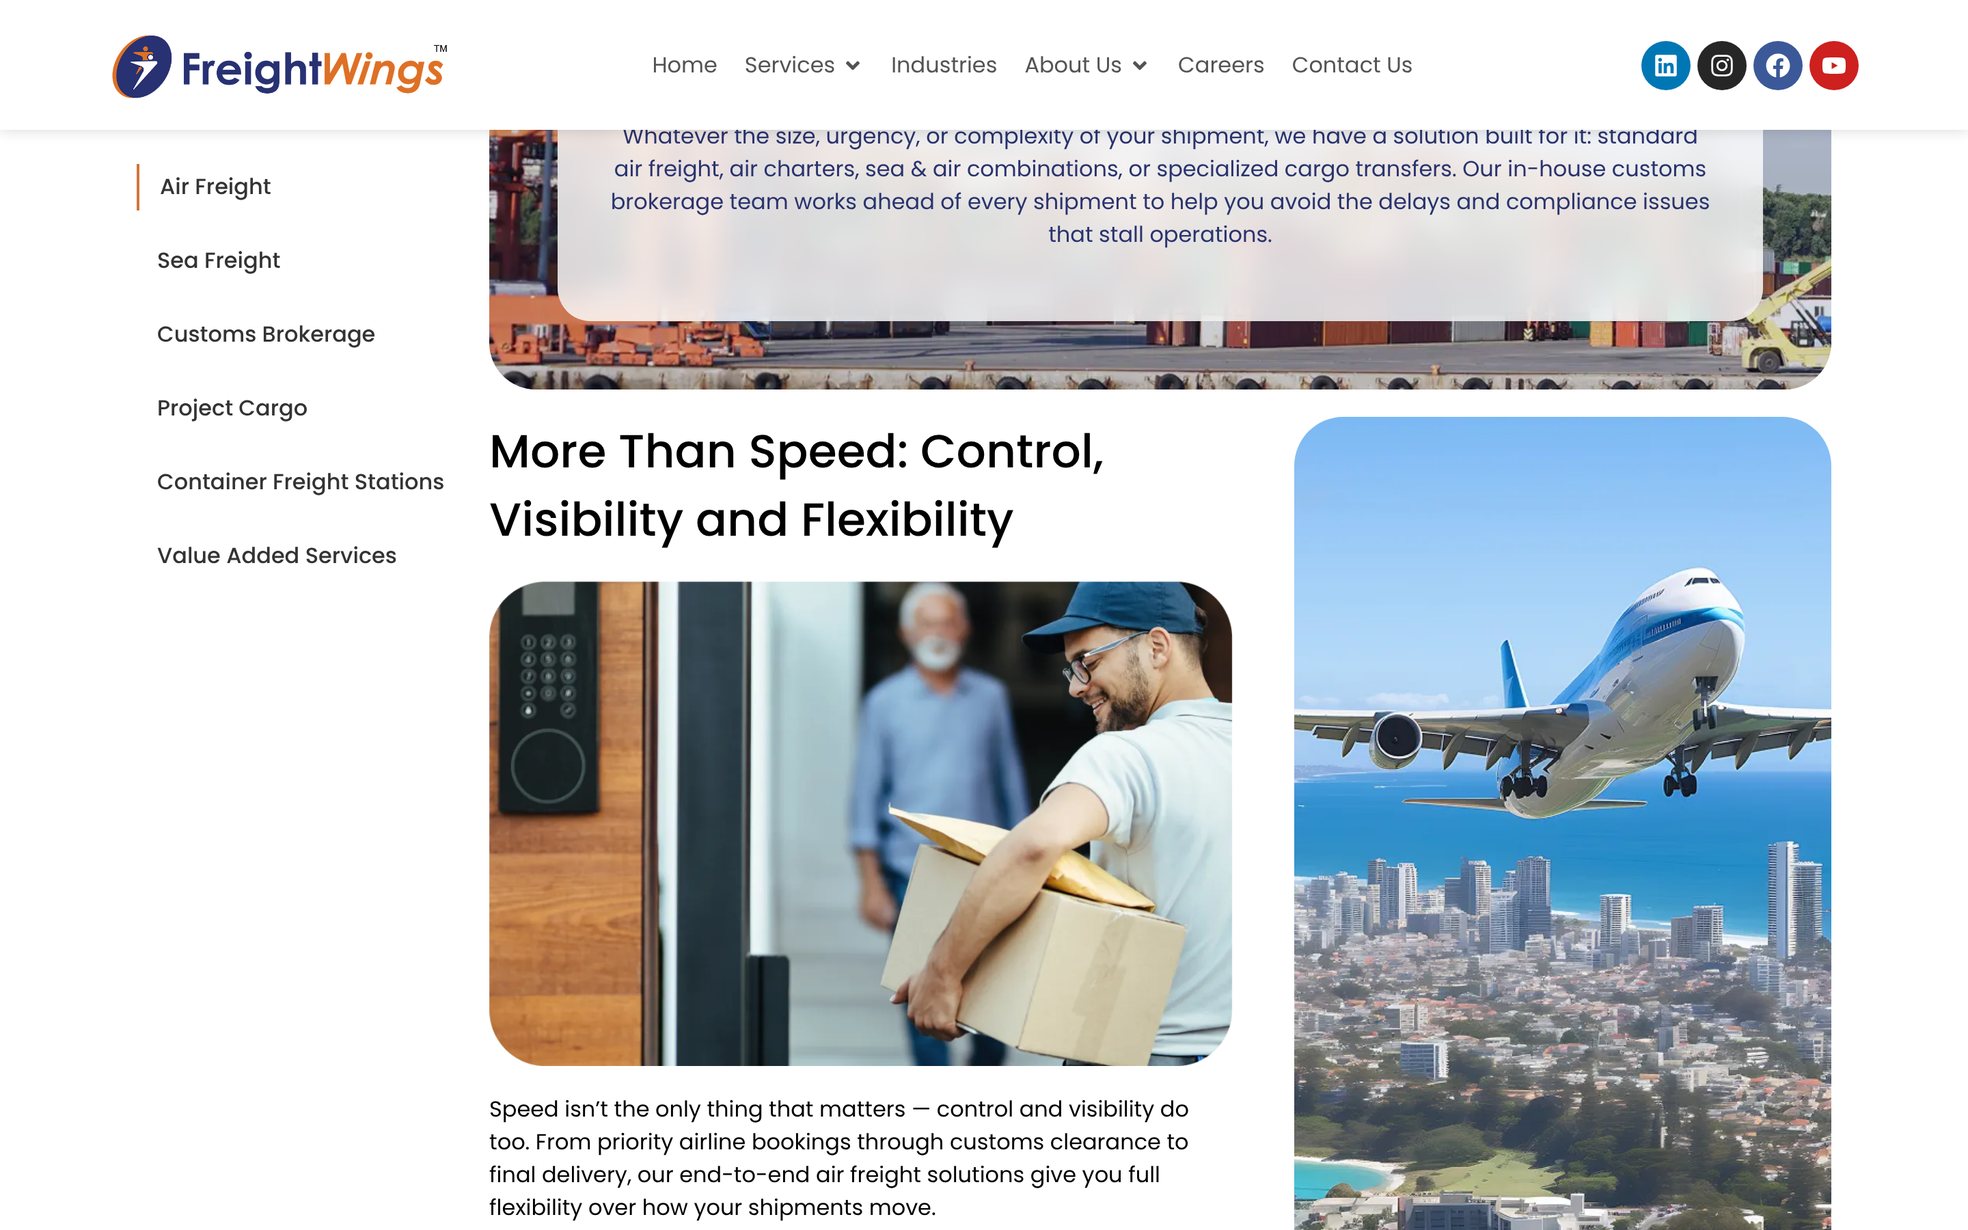 FreightWings™
Home
Services
Industries
About Us
Careers
Contact Us
Air Freight
Sea Freight
Customs Brokerage
Project Cargo
Container Freight Stations
Value Added Services
Whatever the size, urgency, or complexity of your shipment, we have a solution built for it: standard
air freight, air charters, sea & air combinations, or specialized cargo transfers. Our in-house customs
brokerage team works ahead of every shipment to help you avoid the delays and compliance issues
that stall operations.
More Than Speed: Control,
Visibility and Flexibility
Speed isn’t the only thing that matters — control and visibility do
too. From priority airline bookings through customs clearance to
final delivery, our end-to-end air freight solutions give you full
flexibility over how your shipments move.